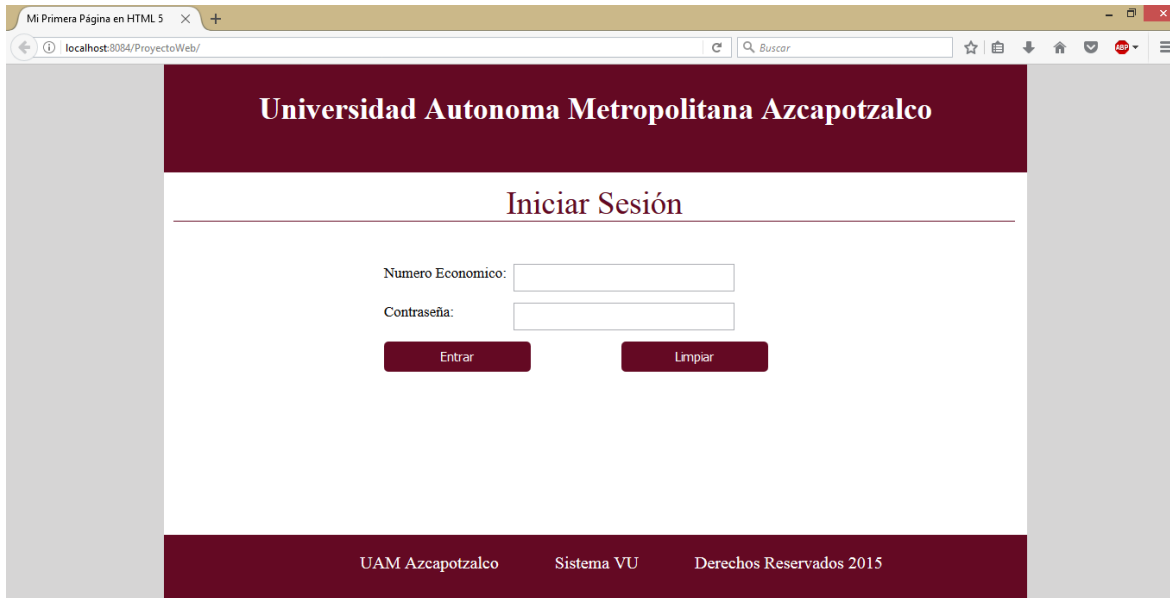 Mi Primera Página en HTML 5
localhost:8084/ProyectoWeb/
Buscar
ABP
Universidad Autonoma Metropolitana Azcapotzalco
Iniciar Sesión
Numero Economico:
Contraseña:
Entrar Limpiar
UAM Azcapotzalco Sistema VU Derechos Reservados 2015